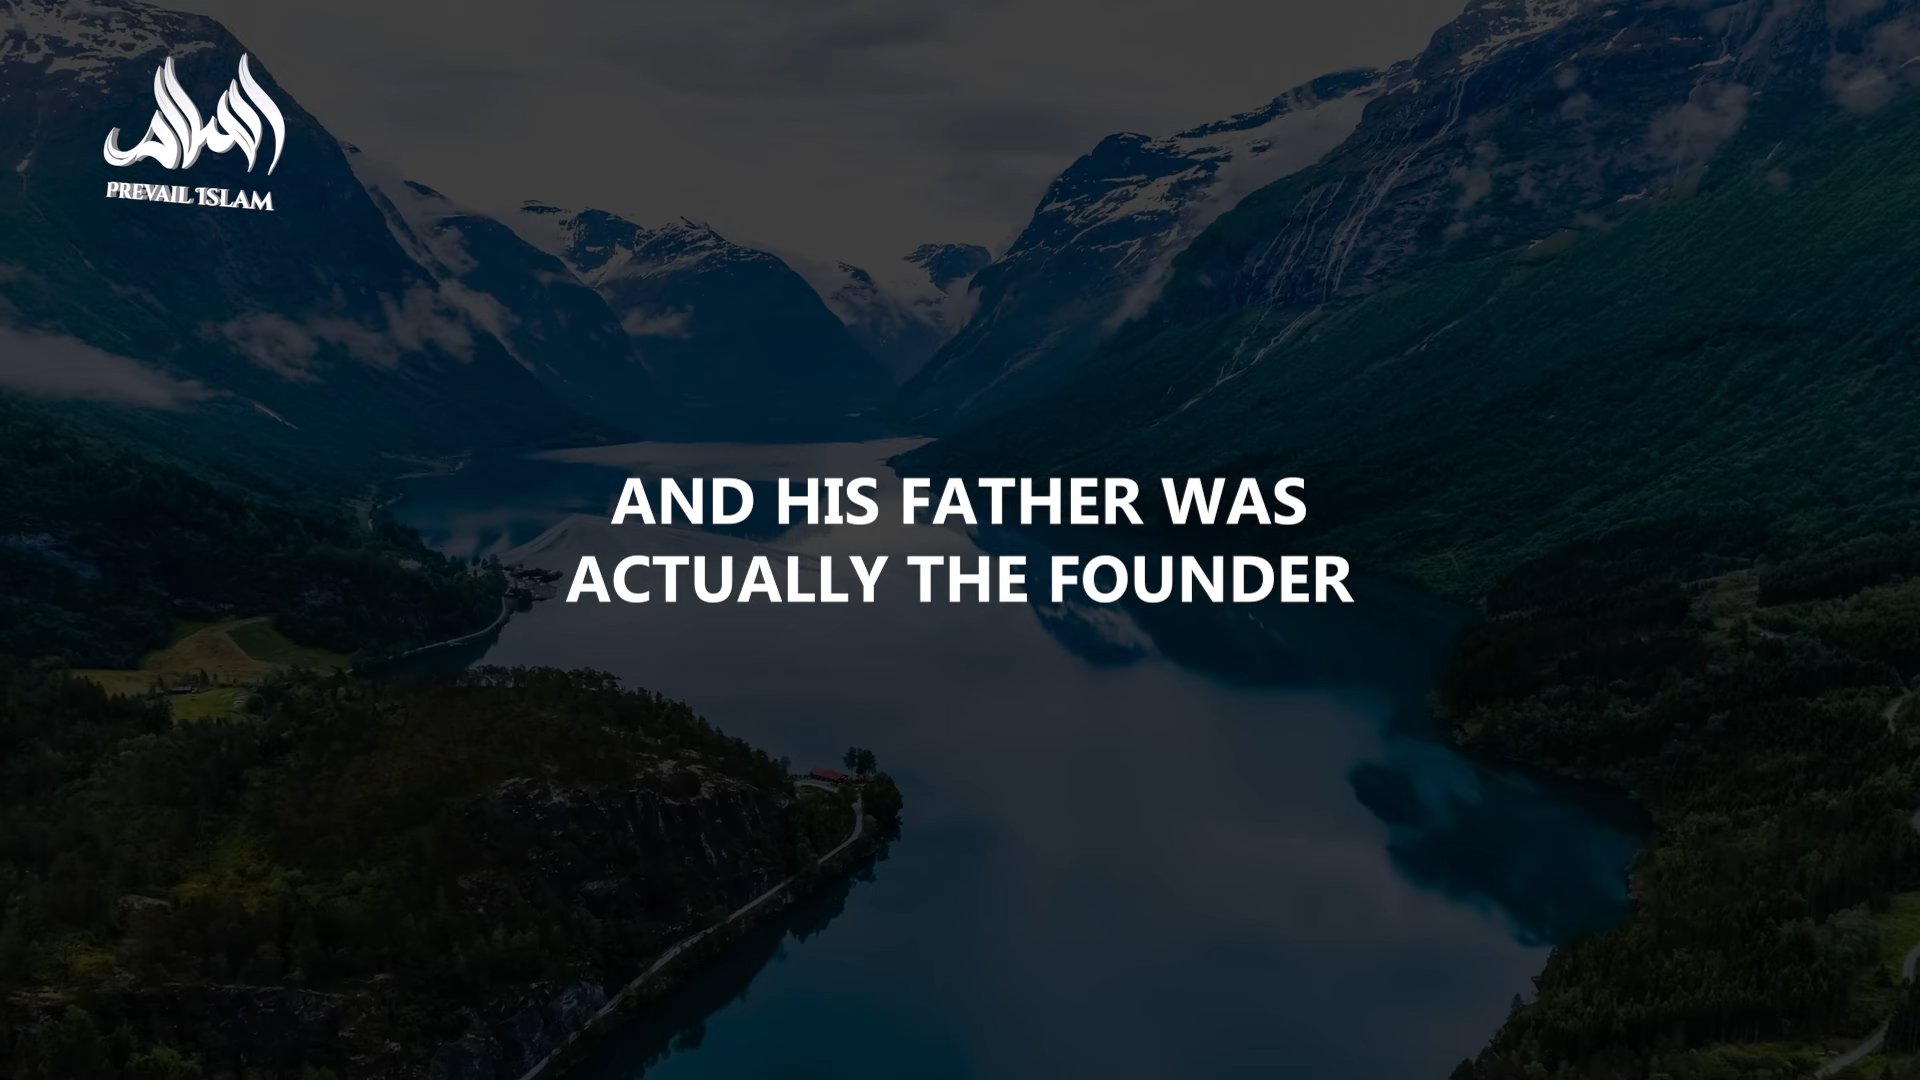 PREVAIL ISLAM
AND HIS FATHER WAS
ACTUALLY THE FOUNDER